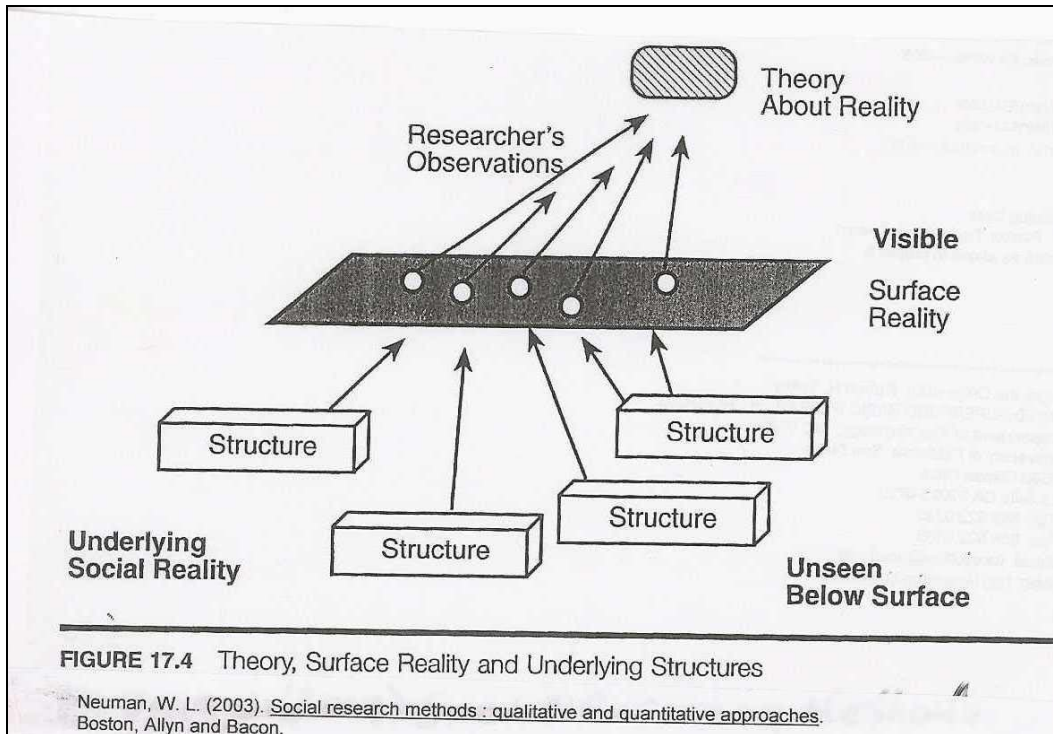 Theory
About Reality
Researcher's
Observations
Visible
Surface
Reality
Structure
Structure
Structure
Structure
Underlying
Social Reality
Unseen
Below Surface
FIGURE 17.4 Theory, Surface Reality and Underlying Structures
Neuman, W. L. (2003). Social research methods : qualitative and quantitative approaches.
Boston, Allyn and Bacon.